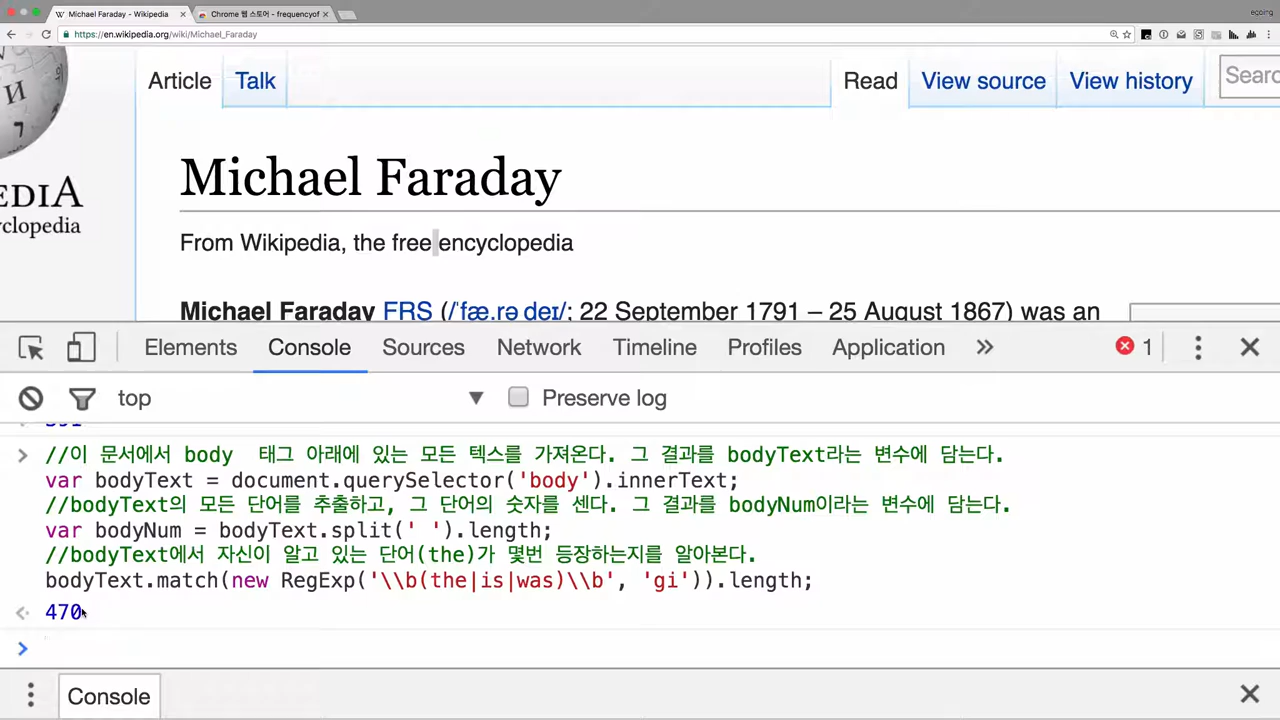 Michael Faraday - Wikipedia
Chrome 웹 스토어 - frequencyof
egoing
https://en.wikipedia.org/wiki/Michael_Faraday
Article
Talk
Read
View source
View history
Searc
И
7
EDIA
cyclopedia
Michael Faraday
From Wikipedia, the free encyclopedia
Michael Faraday FRS (/ˈfæ.rəˌdeɪ/; 22 September 1791 – 25 August 1867) was an
Elements
Console
Sources
Network
Timeline
Profiles
Application
»
1
top
Preserve log
//이 문서에서 body 태그 아래에 있는 모든 텍스를 가져온다. 그 결과를 bodyText라는 변수에 담는다.
var bodyText = document.querySelector('body').innerText;
//bodyText의 모든 단어를 추출하고, 그 단어의 숫자를 센다. 그 결과를 bodyNum이라는 변수에 담는다.
var bodyNum = bodyText.split(' ').length;
//bodyText에서 자신이 알고 있는 단어(the)가 몇번 등장하는지를 알아본다.
bodyText.match(new RegExp('\\b(the|is|was)\\b', 'gi')).length;
470
Console